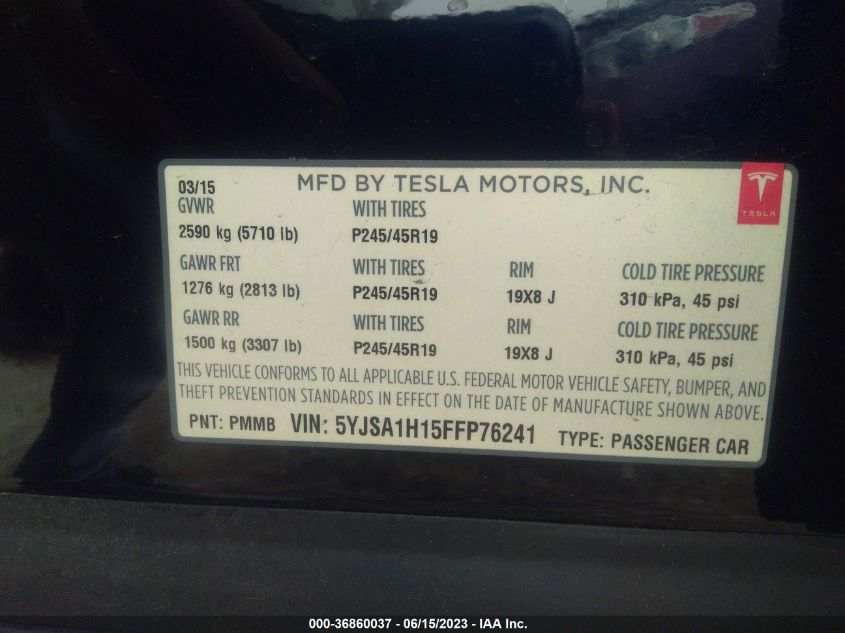 03/15 MFD BY TESLA MOTORS, INC.
TESLA
GVWR WITH TIRES
2590 kg (5710 lb) P245/45R19
GAWR FRT WITH TIRES RIM COLD TIRE PRESSURE
1276 kg (2813 lb) P245/45R19 19X8 J 310 kPa, 45 psi
GAWR RR WITH TIRES RIM COLD TIRE PRESSURE
1500 kg (3307 lb) P245/45R19 19X8 J 310 kPa, 45 psi
THIS VEHICLE CONFORMS TO ALL APPLICABLE U.S. FEDERAL MOTOR VEHICLE SAFETY, BUMPER, AND
THEFT PREVENTION STANDARDS IN EFFECT ON THE DATE OF MANUFACTURE SHOWN ABOVE.
PNT: PMMB VIN: 5YJSA1H15FFP76241 TYPE: PASSENGER CAR
000-36860037 - 06/15/2023 - IAA Inc.